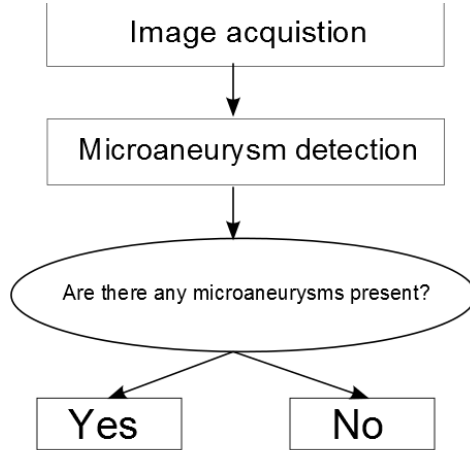 Image acquistion
Microaneurysm detection
Are there any microaneurysms present?
Yes
No